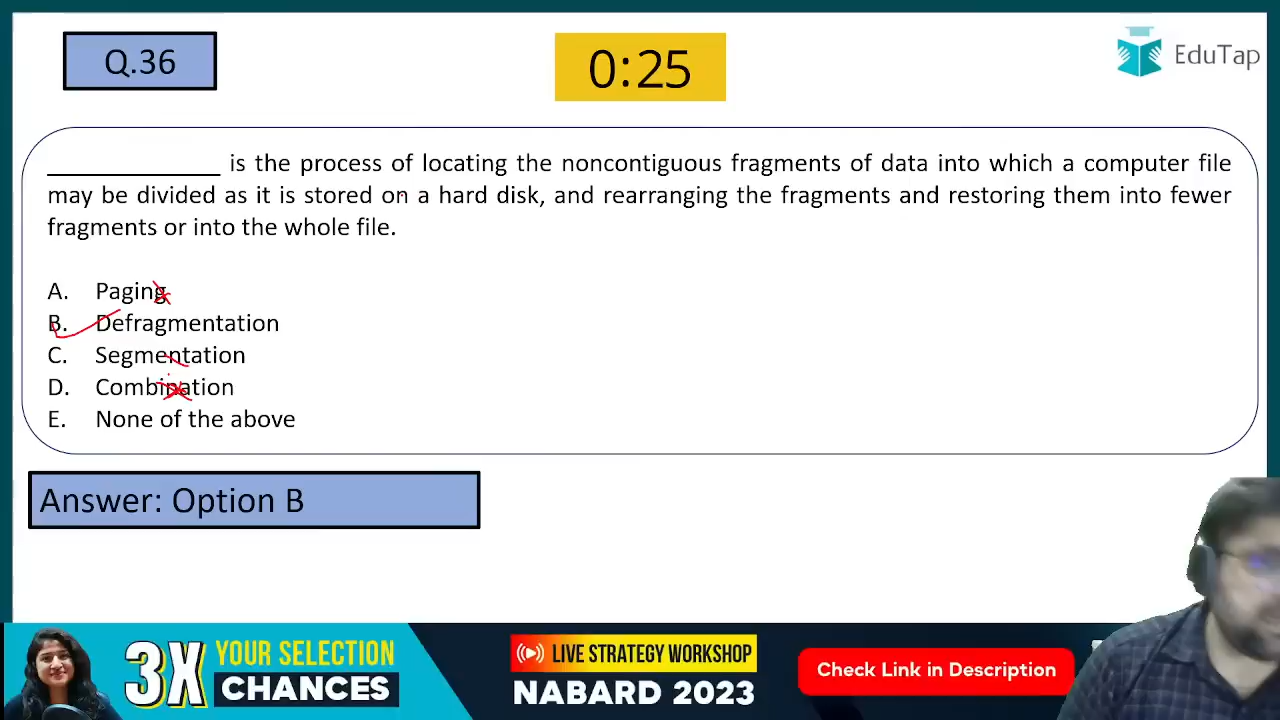 Q.36
0:25
EduTap
____________ is the process of locating the noncontiguous fragments of data into which a computer file
may be divided as it is stored on a hard disk, and rearranging the fragments and restoring them into fewer
fragments or into the whole file.
A. Paging
B. Defragmentation
C. Segmentation
D. Combination
E. None of the above
Answer: Option B
3X YOUR SELECTION
CHANCES
LIVE STRATEGY WORKSHOP
NABARD 2023
Check Link in Description